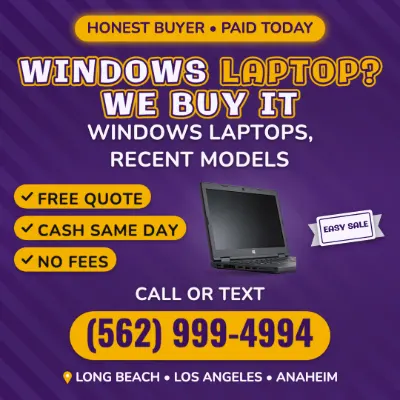 HONEST BUYER • PAID TODAY
WINDOWS LAPTOP?
WE BUY IT
WINDOWS LAPTOPS,
RECENT MODELS
FREE QUOTE
CASH SAME DAY
NO FEES
EASY SALE
CALL OR TEXT
(562) 999-4994
LONG BEACH • LOS ANGELES • ANAHEIM